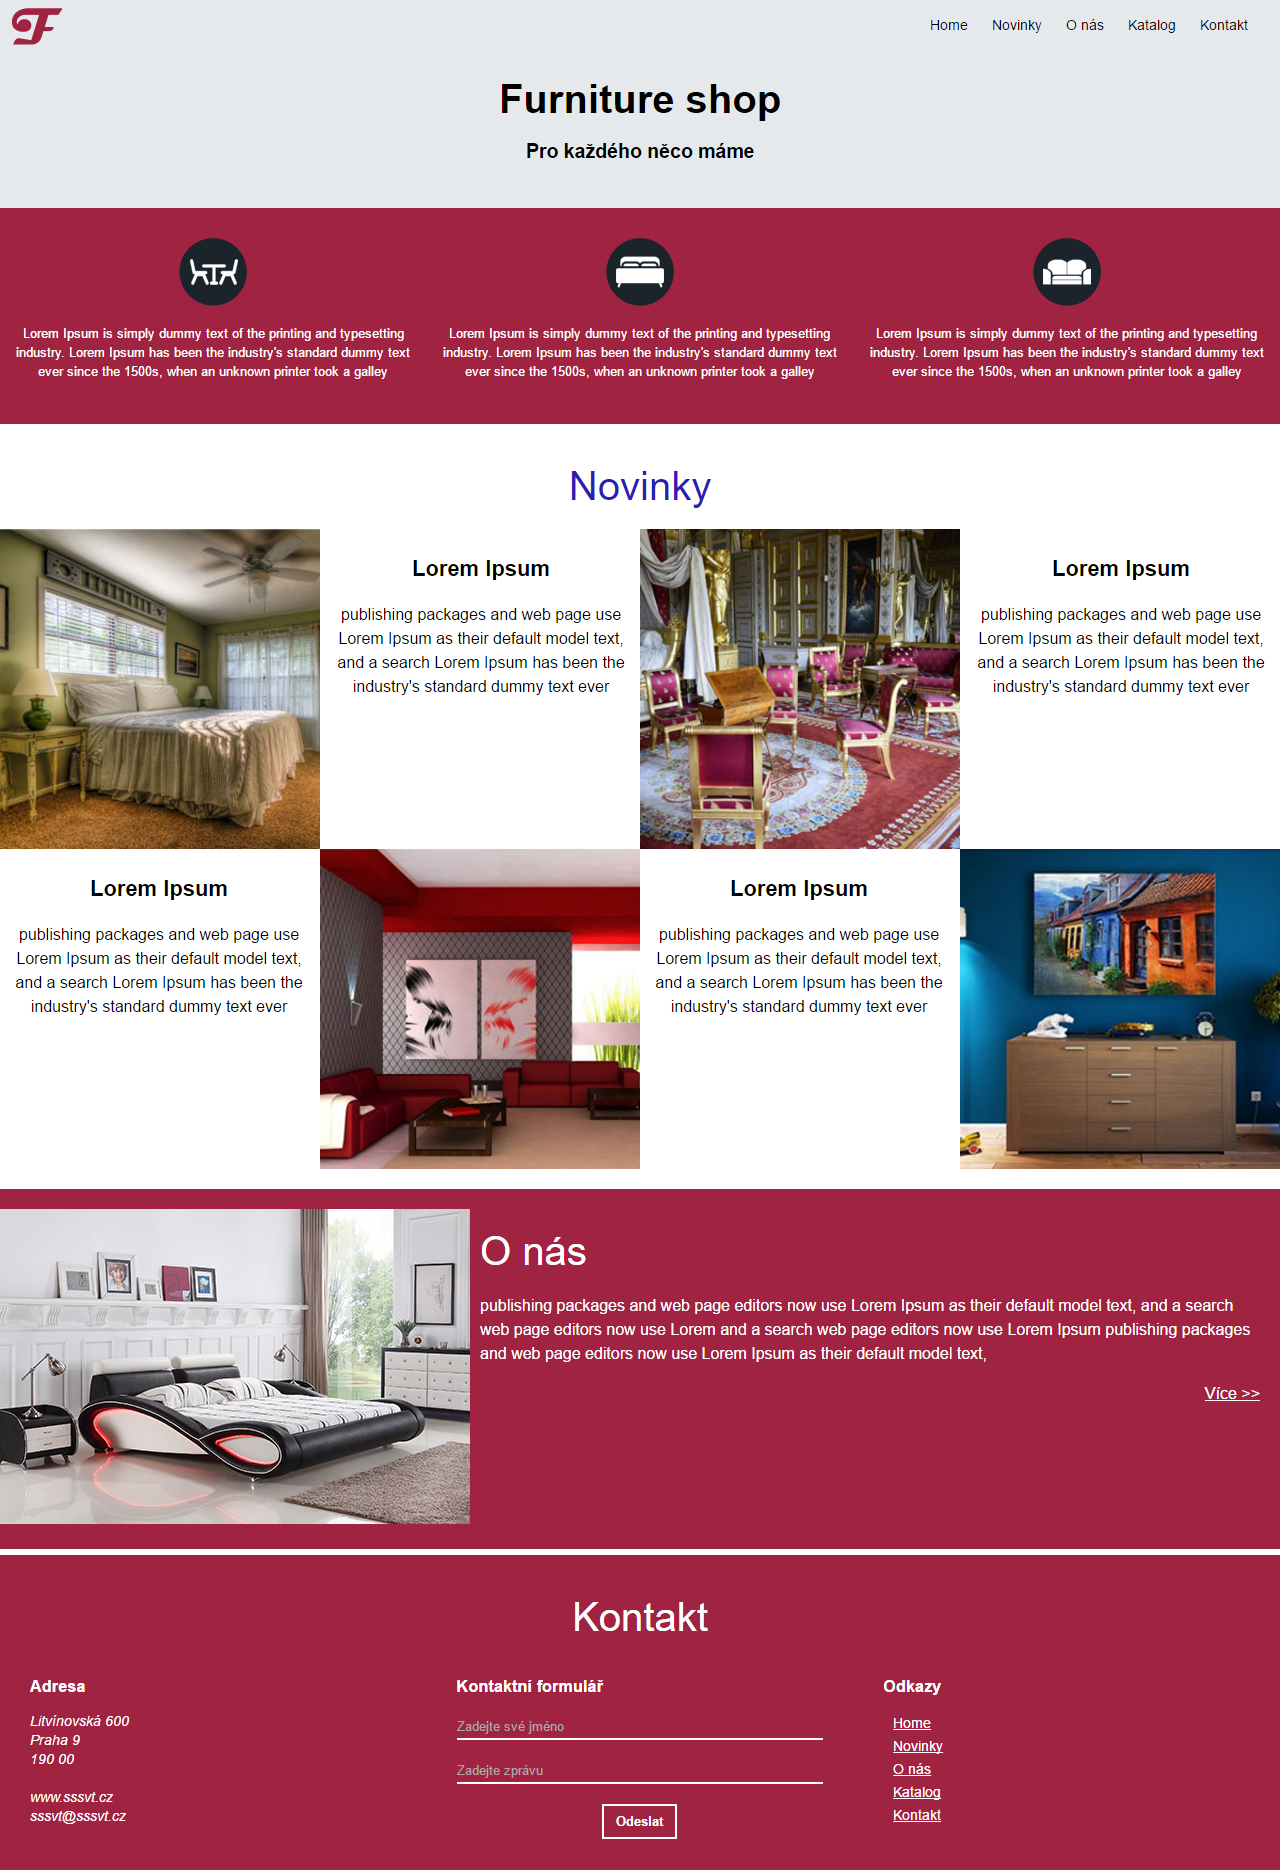 Home Novinky O nás Katalog Kontakt
Furniture shop
Pro každého něco máme
Lorem Ipsum is simply dummy text of the printing and typesetting
industry. Lorem Ipsum has been the industry's standard dummy text
ever since the 1500s, when an unknown printer took a galley
Lorem Ipsum is simply dummy text of the printing and typesetting
industry. Lorem Ipsum has been the industry's standard dummy text
ever since the 1500s, when an unknown printer took a galley
Lorem Ipsum is simply dummy text of the printing and typesetting
industry. Lorem Ipsum has been the industry's standard dummy text
ever since the 1500s, when an unknown printer took a galley
Novinky
Lorem Ipsum
publishing packages and web page use
Lorem Ipsum as their default model text,
and a search Lorem Ipsum has been the
industry's standard dummy text ever
Lorem Ipsum
publishing packages and web page use
Lorem Ipsum as their default model text,
and a search Lorem Ipsum has been the
industry's standard dummy text ever
Lorem Ipsum
publishing packages and web page use
Lorem Ipsum as their default model text,
and a search Lorem Ipsum has been the
industry's standard dummy text ever
Lorem Ipsum
publishing packages and web page use
Lorem Ipsum as their default model text,
and a search Lorem Ipsum has been the
industry's standard dummy text ever
O nás
publishing packages and web page editors now use Lorem Ipsum as their default model text, and a search
web page editors now use Lorem and a search web page editors now use Lorem Ipsum publishing packages
and web page editors now use Lorem Ipsum as their default model text,
Více >>
Kontakt
Adresa
Litvínovská 600
Praha 9
190 00
www.sssvt.cz
sssvt@sssvt.cz
Kontaktní formulář
Zadejte své jméno
Zadejte zprávu
Odeslat
Odkazy
Home
Novinky
O nás
Katalog
Kontakt